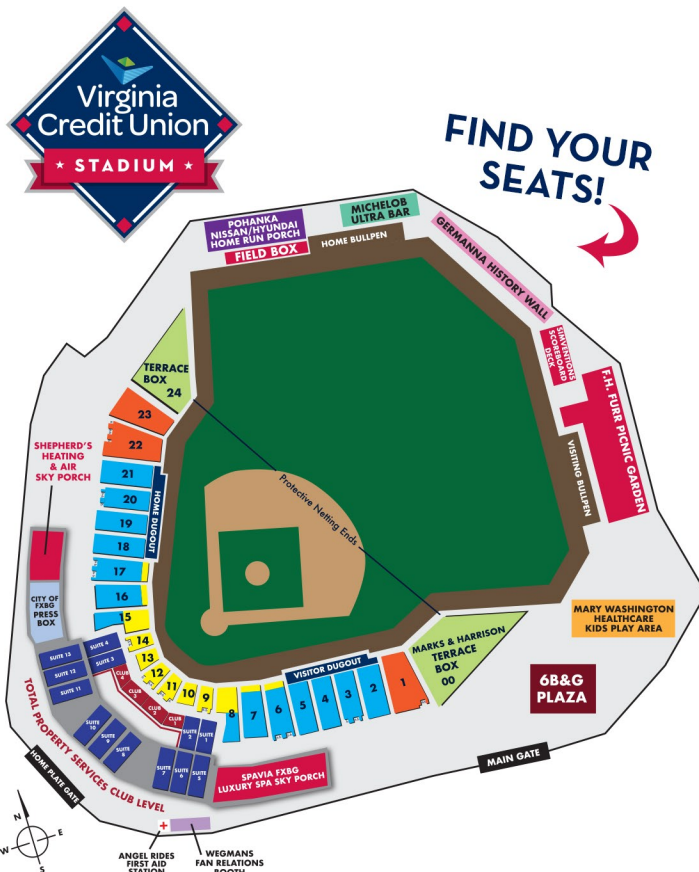 Virginia
Credit Union
STADIUM
FIND YOUR
SEATS!
POHANKA
NISSAN/HYUNDAI
HOME RUN PORCH
FIELD BOX
MICHELOB
ULTRA BAR
HOME BULLPEN
GERMANNA HISTORY WALL
SIMVENTIONS
SCOREBOARD
DECK
F.H. FURR PICNIC GARDEN
VISITING BULLPEN
TERRACE
BOX
24
23
22
21
20
19
18
17
16
15
14
13
12
11
10
9
8
7
6
5
4
3
2
1
HOME DUGOUT
VISITOR DUGOUT
Protective Netting Ends
SHEPHERD'S
HEATING
& AIR
SKY PORCH
CITY OF
FXBG
PRESS
BOX
MARKS & HARRISON
TERRACE
BOX
00
MARY WASHINGTON
HEALTHCARE
KIDS PLAY AREA
6B&G
PLAZA
MAIN GATE
SUITE 13
SUITE 12
SUITE 11
SUITE 4
SUITE 3
CLUB
4
CLUB
3
CLUB
2
CLUB
1
SUITE
2
SUITE
1
SUITE
10
SUITE
9
SUITE
8
SUITE
7
SUITE
6
SUITE
5
SPAVIA FXBG
LUXURY SPA SKY PORCH
TOTAL PROPERTY SERVICES CLUB LEVEL
HOME PLATE GATE
N
E
W
S
ANGEL RIDES
FIRST AID
STATION
WEGMANS
FAN RELATIONS
BOOTH